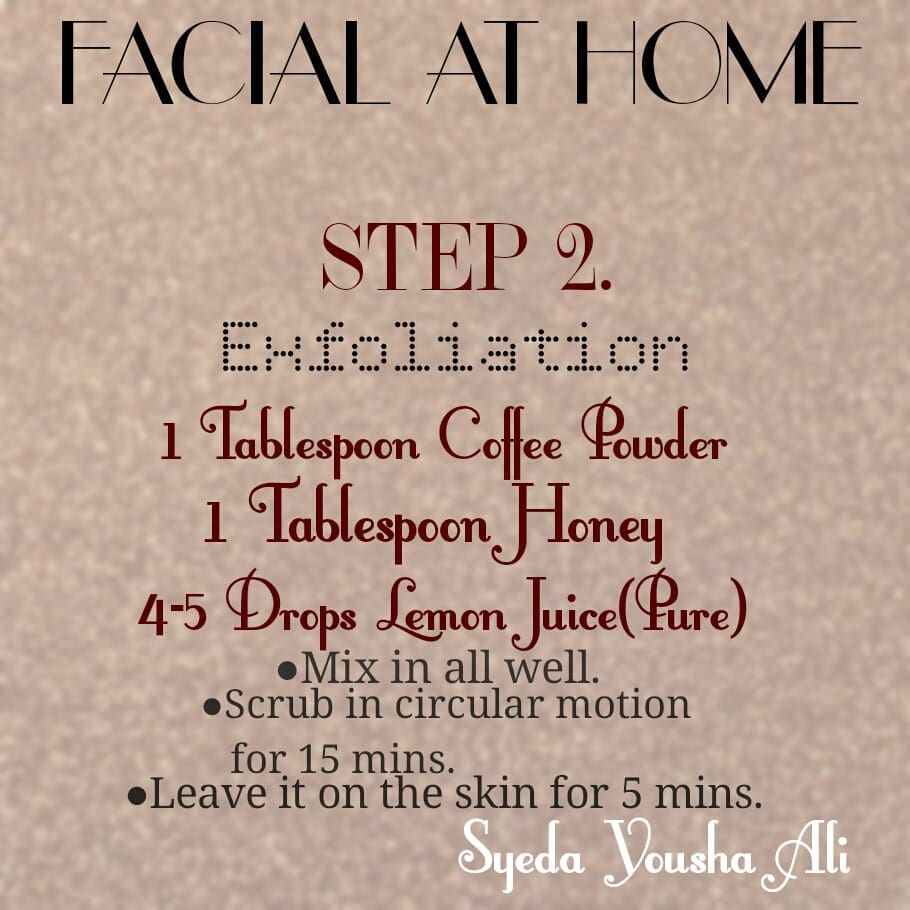 FACIAL AT HOME
STEP 2.
Exfoliation
1 Tablespoon Coffee Powder
1 Tablespoon Honey
4-5 Drops Lemon Juice(Pure)
●Mix in all well.
●Scrub in circular motion
for 15 mins.
●Leave it on the skin for 5 mins.
Syeda Yousha Ali